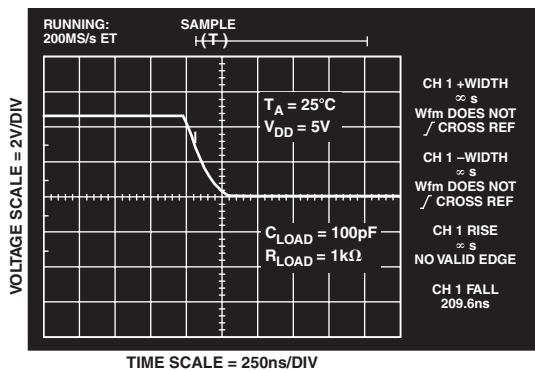 RUNNING:
200MS/s ET
SAMPLE
(T)
T_A = 25°C
V_DD = 5V
C_LOAD = 100pF
R_LOAD = 1kΩ
CH 1 +WIDTH
∞ s
Wfm DOES NOT
∫ CROSS REF
CH 1 –WIDTH
∞ s
Wfm DOES NOT
∫ CROSS REF
CH 1 RISE
∞ s
NO VALID EDGE
CH 1 FALL
209.6ns
VOLTAGE SCALE = 2V/DIV
TIME SCALE = 250ns/DIV